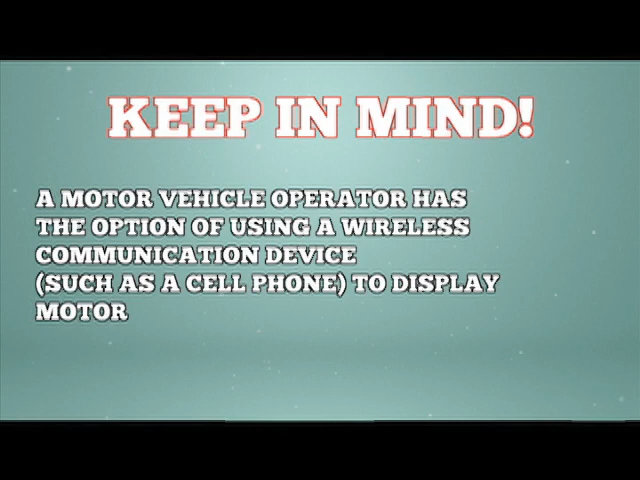 KEEP IN MIND!
A MOTOR VEHICLE OPERATOR HAS
THE OPTION OF USING A WIRELESS
COMMUNICATION DEVICE
(SUCH AS A CELL PHONE) TO DISPLAY
MOTOR